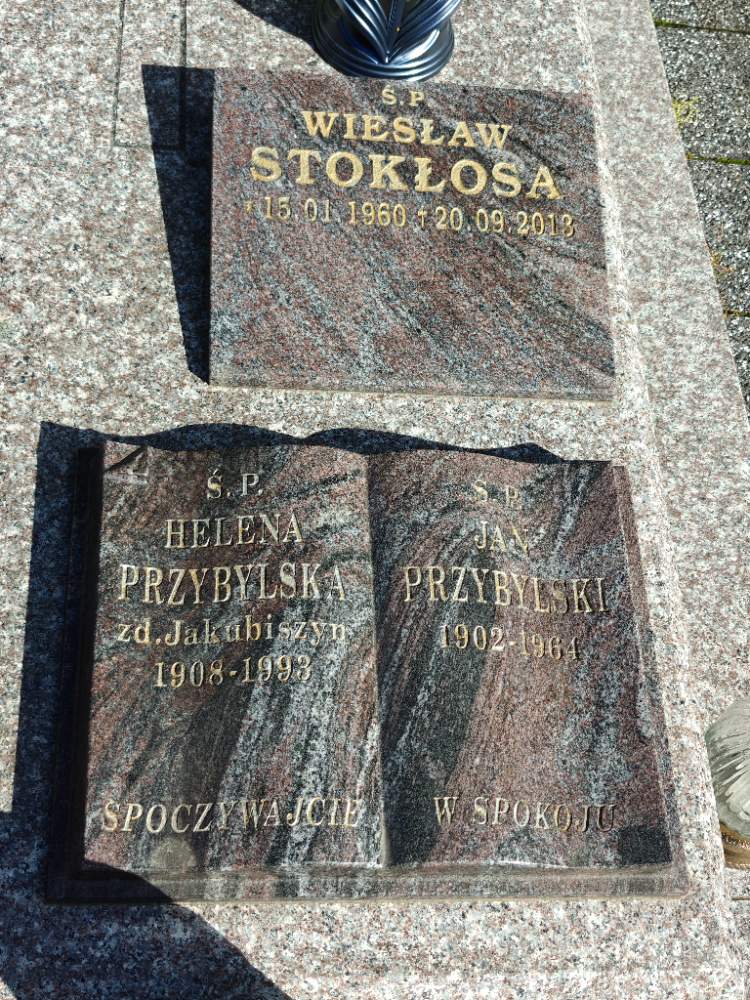 Ś.P.
WIESŁAW
STOKŁOSA
* 15.01 1960 † 20.09.2013
Ś.P.
HELENA
PRZYBYLSKA
zd.Jakubiszyn
1908-1993
SPOCZYWAJCIE
Ś.P.
JAN
PRZYBYLSKI
1902-1964
W SPOKOJU